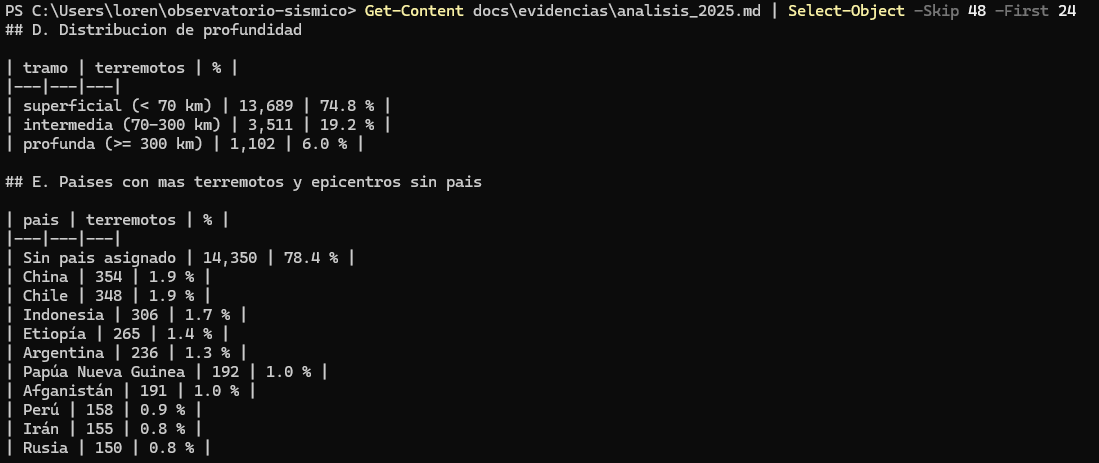 PS C:\Users\loren\observatorio-sismico> Get-Content docs\evidencias\analisis_2025.md | Select-Object -Skip 48 -First 24
## D. Distribucion de profundidad

| tramo | terremotos | % |
|---|---|---|
| superficial (< 70 km) | 13,689 | 74.8 % |
| intermedia (70-300 km) | 3,511 | 19.2 % |
| profunda (>= 300 km) | 1,102 | 6.0 % |

## E. Paises con mas terremotos y epicentros sin pais

| pais | terremotos | % |
|---|---|---|
| Sin pais asignado | 14,350 | 78.4 % |
| China | 354 | 1.9 % |
| Chile | 348 | 1.9 % |
| Indonesia | 306 | 1.7 % |
| Etiopía | 265 | 1.4 % |
| Argentina | 236 | 1.3 % |
| Papúa Nueva Guinea | 192 | 1.0 % |
| Afganistán | 191 | 1.0 % |
| Perú | 158 | 0.9 % |
| Irán | 155 | 0.8 % |
| Rusia | 150 | 0.8 % |